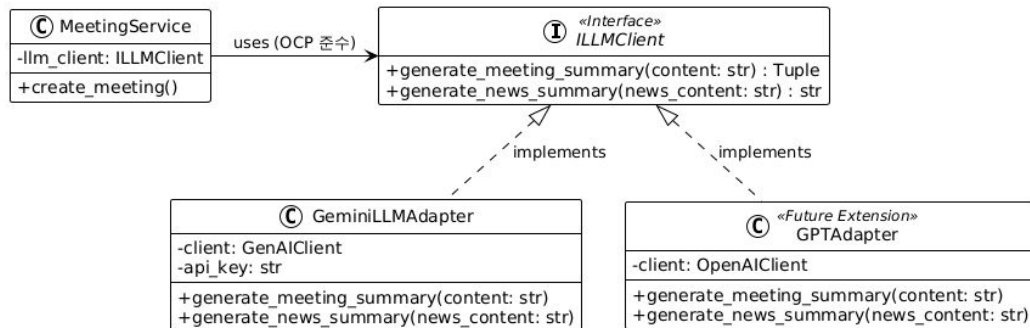 C MeetingService
-llm_client: ILLMClient
+create_meeting()
uses (OCP 준수)
«Interface»
I ILLMClient
+generate_meeting_summary(content: str) : Tuple
+generate_news_summary(news_content: str) : str
implements
implements
C GeminiLLMAdapter
-client: GenAIClient
-api_key: str
+generate_meeting_summary(content: str)
+generate_news_summary(news_content: str)
«Future Extension»
C GPTAdapter
-client: OpenAIClient
+generate_meeting_summary(content: str)
+generate_news_summary(news_content: str)